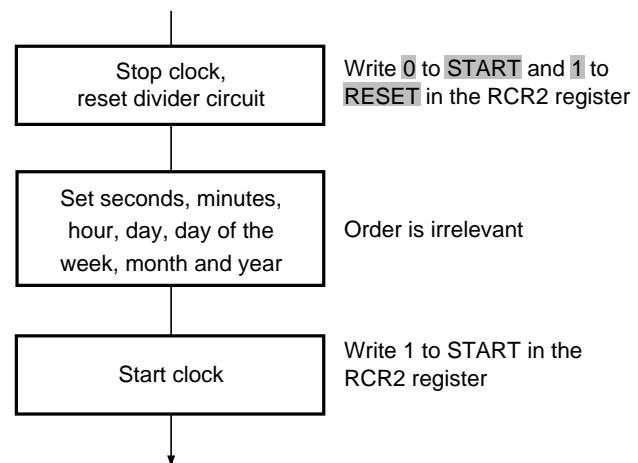 Stop clock,
reset divider circuit
Write 0 to START and 1 to
RESET in the RCR2 register
Set seconds, minutes,
hour, day, day of the
week, month and year
Order is irrelevant
Start clock
Write 1 to START in the
RCR2 register